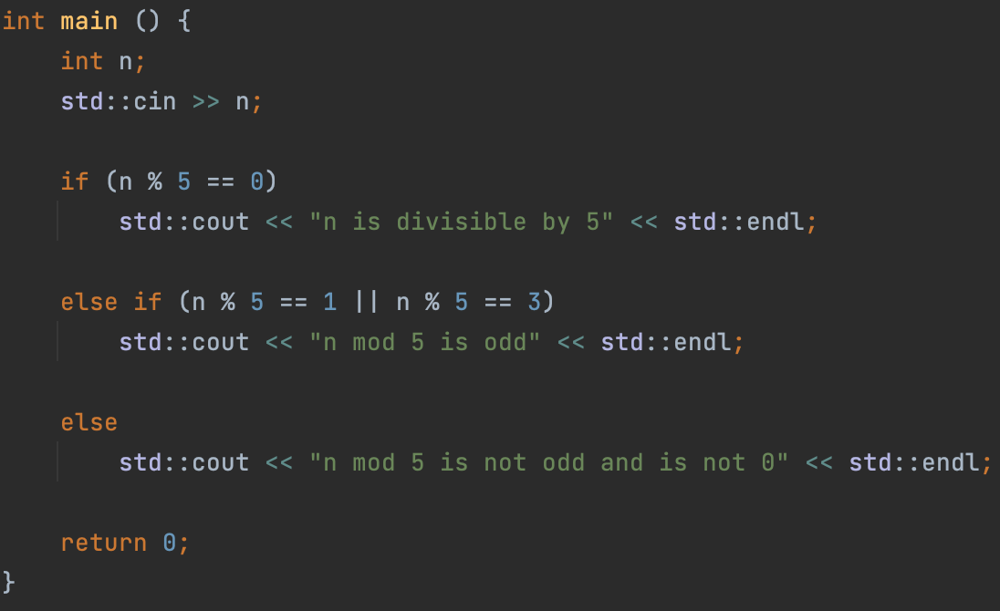 int main () {
    int n;
    std::cin >> n;

    if (n % 5 == 0)
        std::cout << "n is divisible by 5" << std::endl;

    else if (n % 5 == 1 || n % 5 == 3)
        std::cout << "n mod 5 is odd" << std::endl;

    else
        std::cout << "n mod 5 is not odd and is not 0" << std::endl;

    return 0;
}